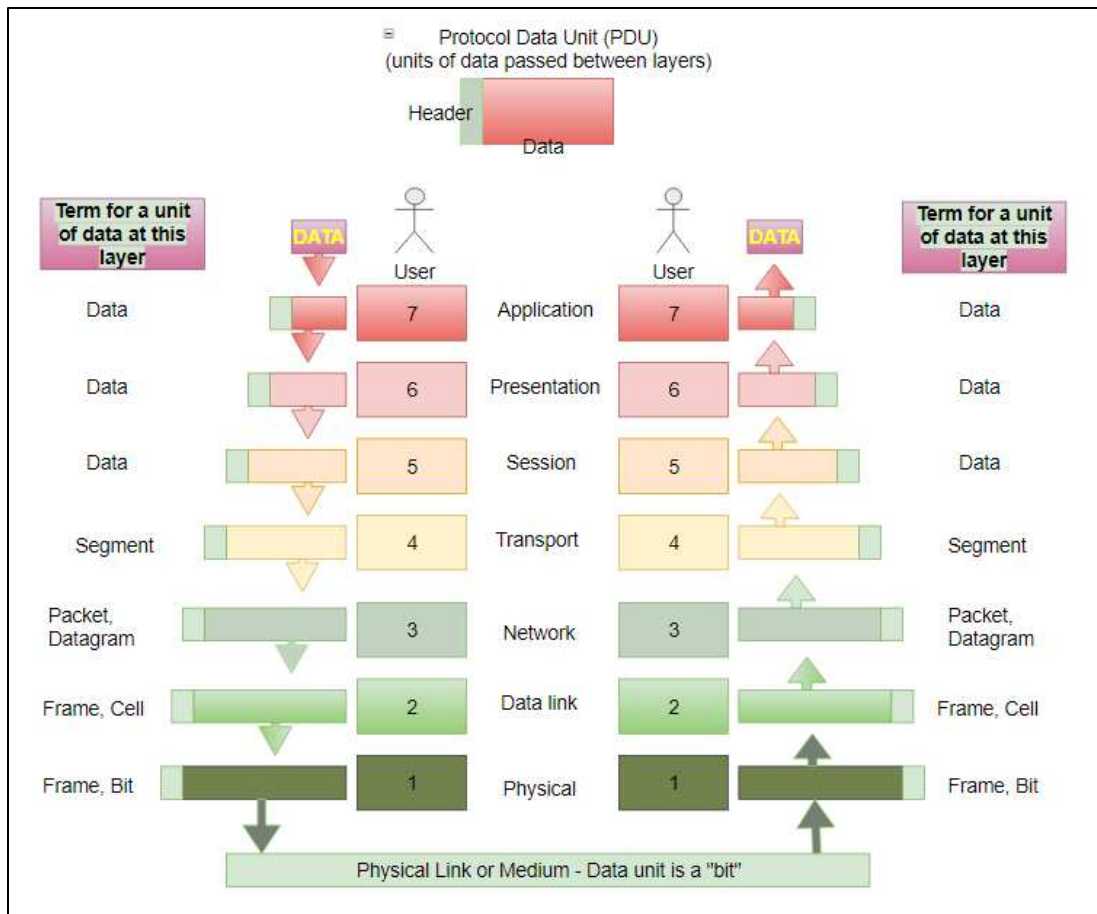 Protocol Data Unit (PDU)
(units of data passed between layers)
Header
Data
Term for a unit
of data at this
layer
DATA
User
User
DATA
Term for a unit
of data at this
layer
Data
7
Application
7
Data
Data
6
Presentation
6
Data
Data
5
Session
5
Data
Segment
4
Transport
4
Segment
Packet,
Datagram
3
Network
3
Packet,
Datagram
Frame, Cell
2
Data link
2
Frame, Cell
Frame, Bit
1
Physical
1
Frame, Bit
Physical Link or Medium - Data unit is a "bit"